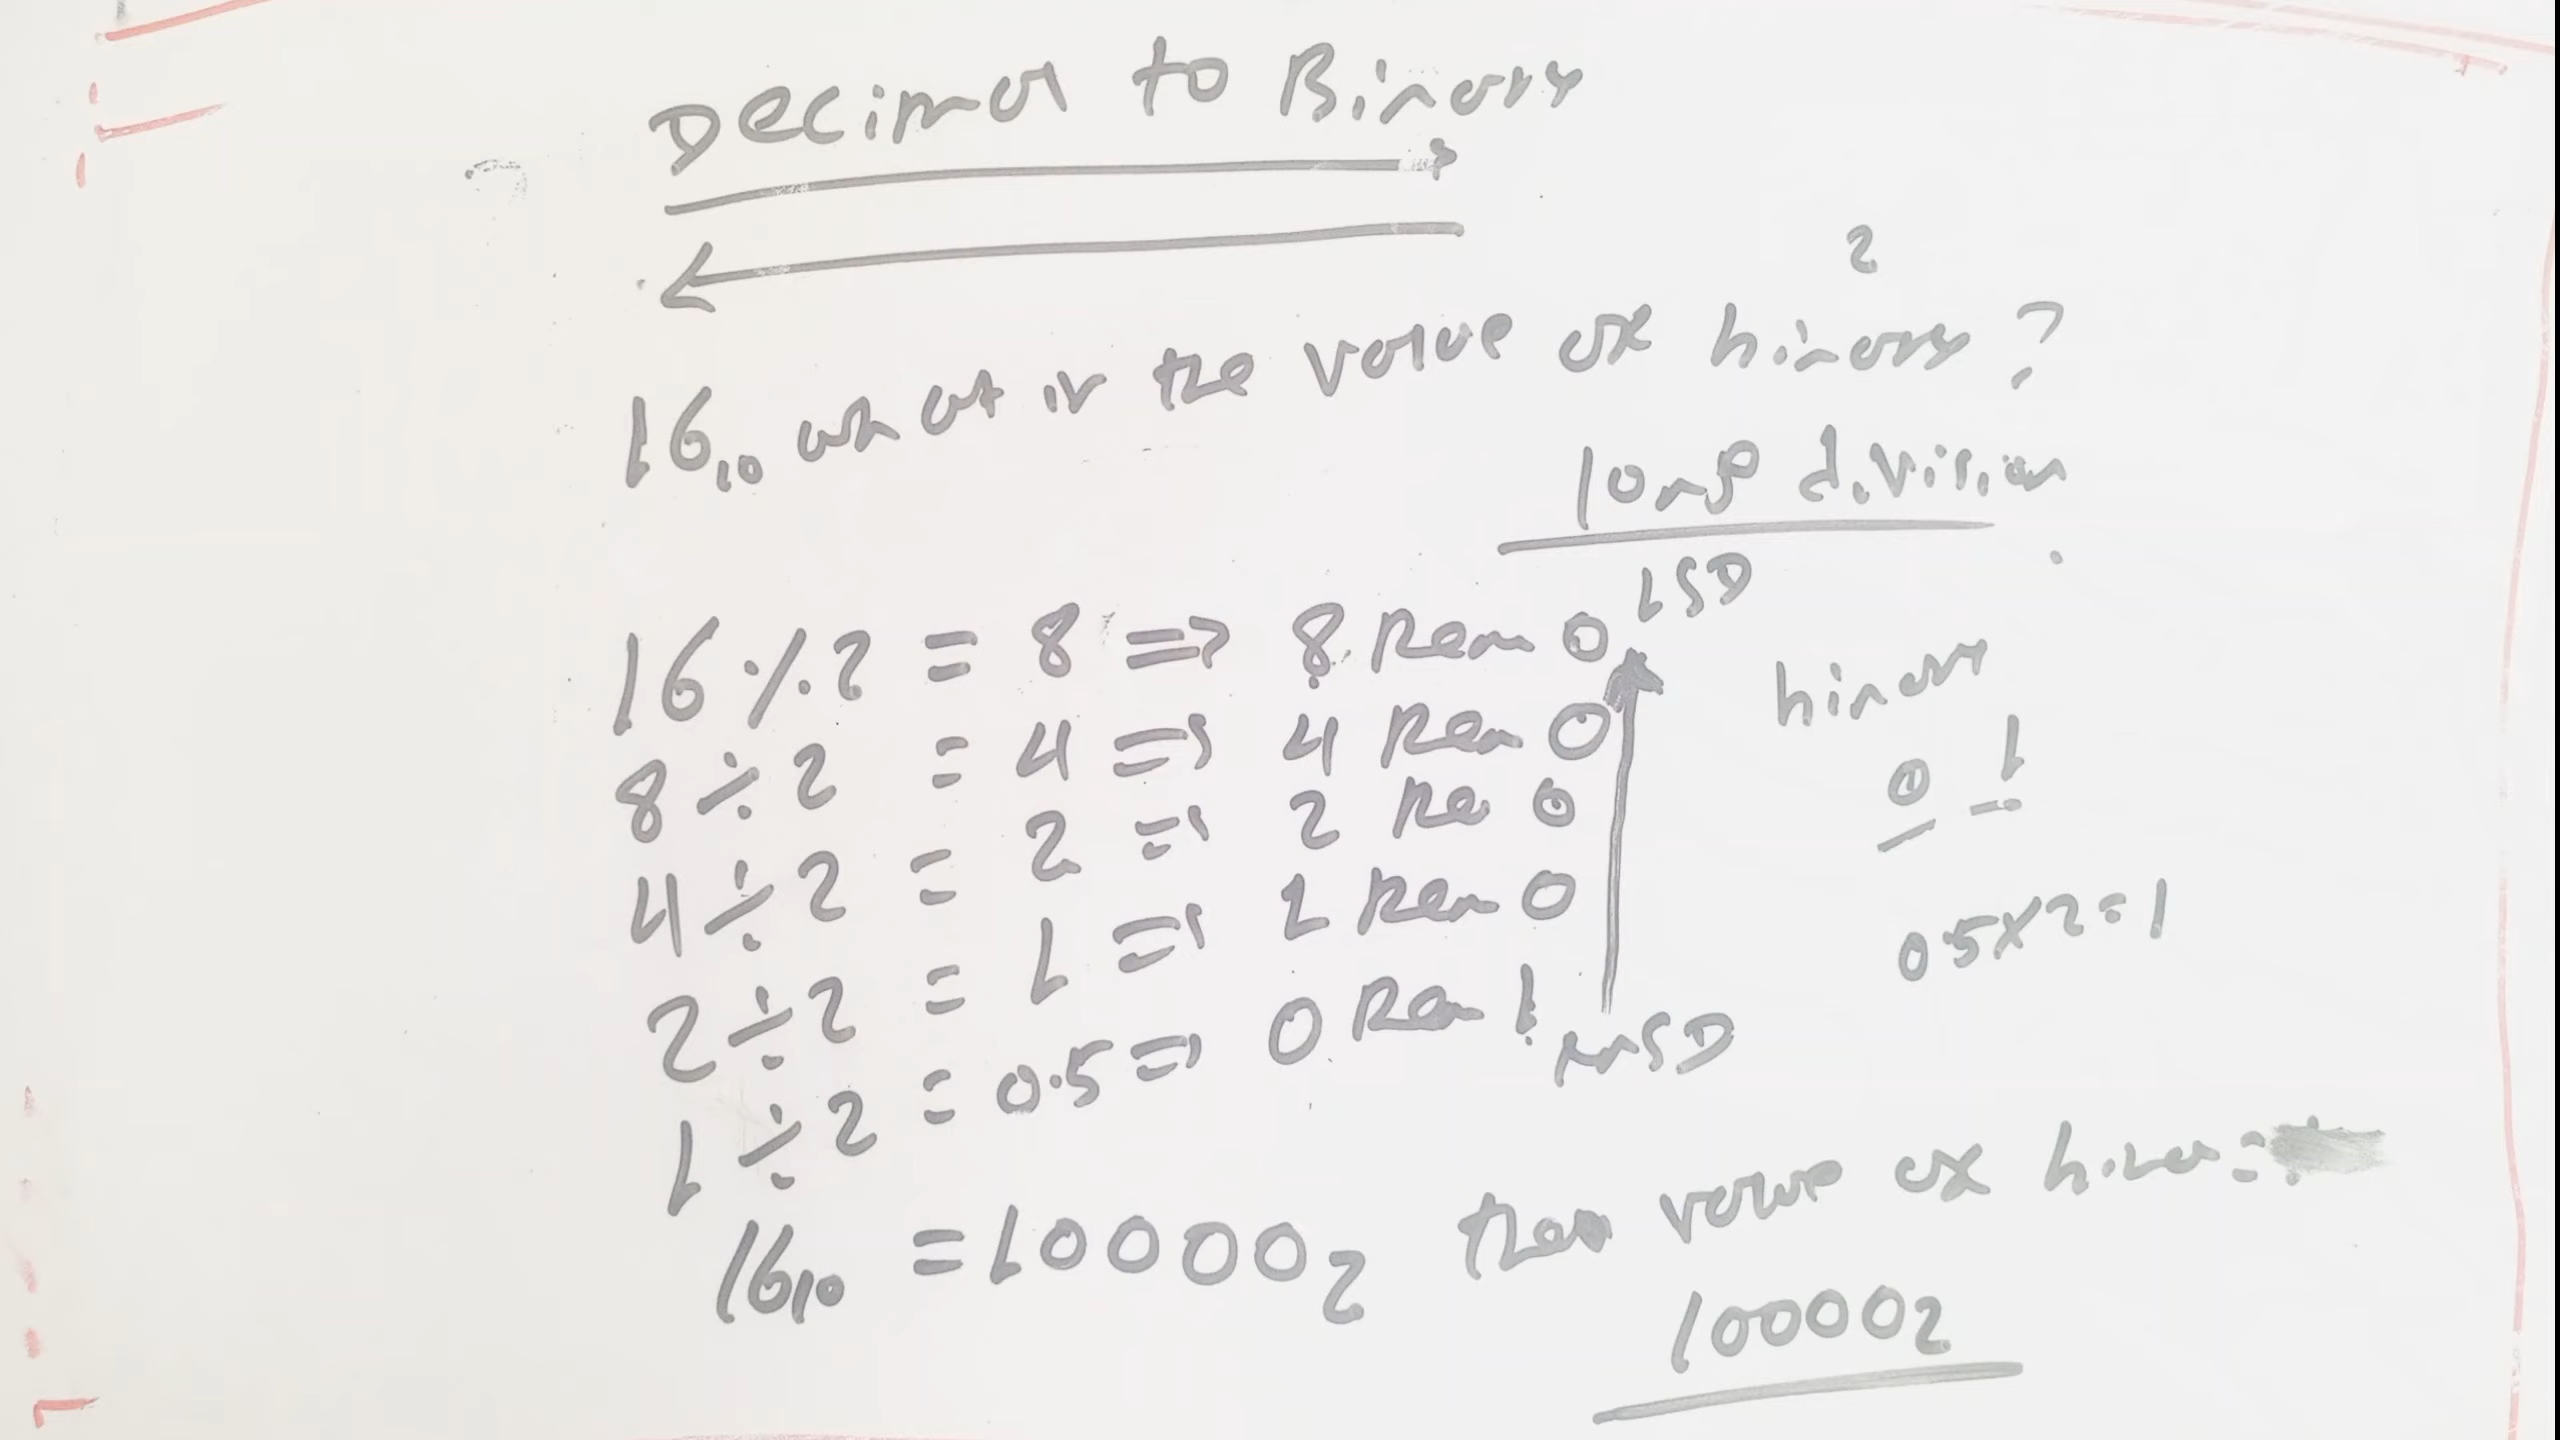 Decimal to Binary
2
16₁₀ what is the value of binary ?
long division
LSD
16 ٪ 2 = 8 => 8 Rem 0
8 ÷ 2 = 4 => 4 Rem 0
4 ÷ 2 = 2 => 2 Re 0
2 ÷ 2 = 1 => 1 Rem 0
1 ÷ 2 = 0.5 => 0 Rem 1
MSD
binary
0 1
0.5 x 2 = 1
16₁₀ = 10000₂
then value of =
10000₂